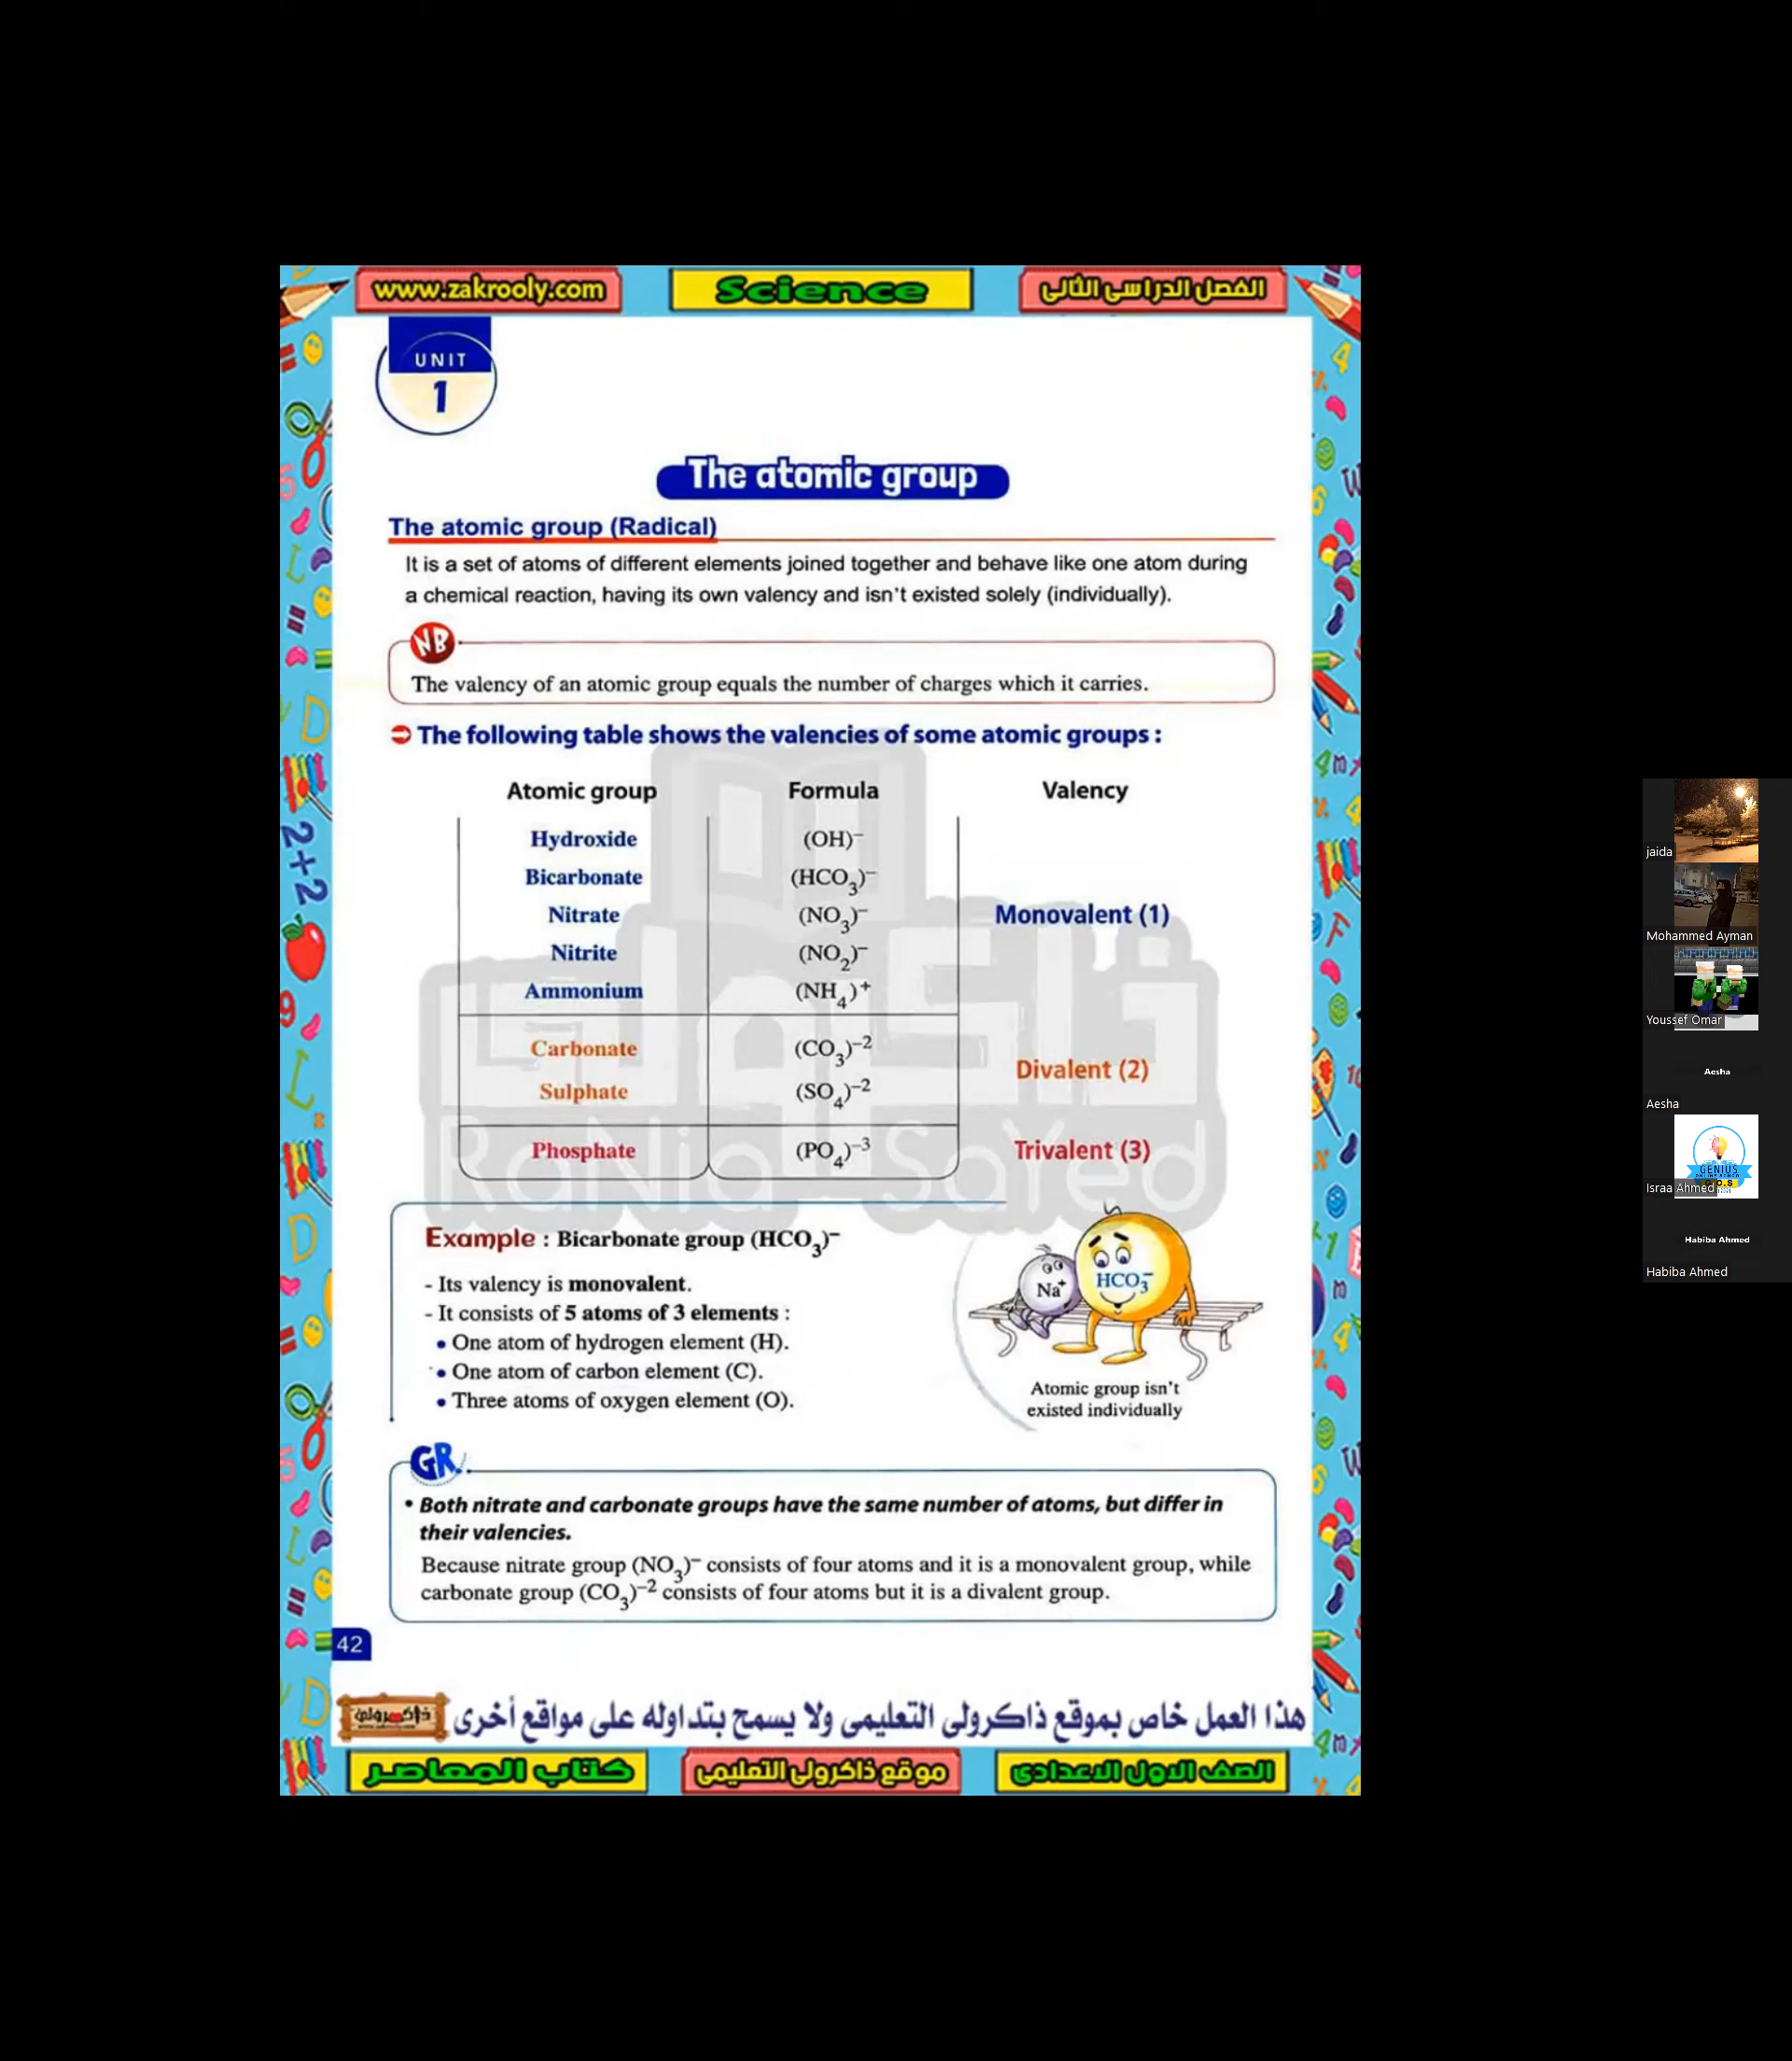 www.zakrooly.com
Science
الفصل الدراسى الثانى
UNIT
1
The atomic group
The atomic group (Radical)
It is a set of atoms of different elements joined together and behave like one atom during
a chemical reaction, having its own valency and isn't existed solely (individually).
NB
The valency of an atomic group equals the number of charges which it carries.
The following table shows the valencies of some atomic groups :
Atomic group Formula Valency
Hydroxide (OH)⁻
Bicarbonate (HCO₃)⁻
Nitrate (NO₃)⁻ Monovalent (1)
Nitrite (NO₂)⁻
Ammonium (NH₄)⁺
Carbonate (CO₃)⁻²
Divalent (2)
Sulphate (SO₄)⁻²
Phosphate (PO₄)⁻³ Trivalent (3)
RaNia SaYed
Example : Bicarbonate group (HCO₃)⁻
- Its valency is monovalent.
- It consists of 5 atoms of 3 elements :
• One atom of hydrogen element (H).
• One atom of carbon element (C).
• Three atoms of oxygen element (O).
Na⁺
HCO₃⁻
Atomic group isn't
existed individually
GR.
• Both nitrate and carbonate groups have the same number of atoms, but differ in
their valencies.
Because nitrate group (NO₃)⁻ consists of four atoms and it is a monovalent group, while
carbonate group (CO₃)⁻² consists of four atoms but it is a divalent group.
42
هذا العمل خاص بموقع ذاكرولى التعليمى ولا يسمح بتداوله على مواقع أخرى
ذاكرولى
الصف الاول الاعدادى
موقع ذاكرولى التعليمى
كتاب المعاصر
jaida
Mohammed Ayman
Youssef Omar
Aesha
Aesha
GENIUS
G.O.S
Israa Ahmed
Habiba Ahmed
Habiba Ahmed